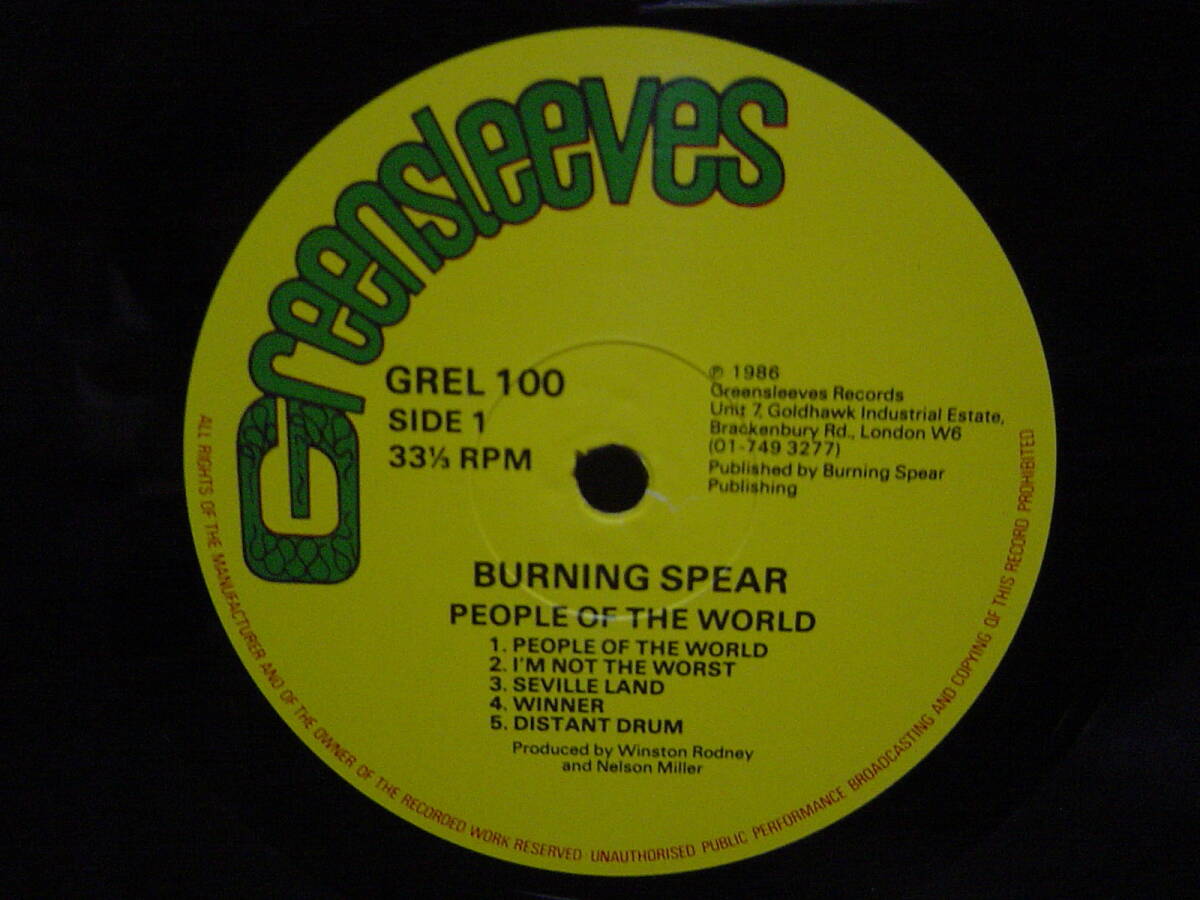 Greensleeves
GREL 100
SIDE 1
33⅓ RPM
℗ 1986
Greensleeves Records
Unit 7, Goldhawk Industrial Estate,
Brackenbury Rd., London W6
(01-749 3277)
Published by Burning Spear
Publishing
BURNING SPEAR
PEOPLE OF THE WORLD
1. PEOPLE OF THE WORLD
2. I'M NOT THE WORST
3. SEVILLE LAND
4. WINNER
5. DISTANT DRUM
Produced by Winston Rodney
and Nelson Miller
ALL RIGHTS OF THE MANUFACTURER AND OF THE OWNER OF THE RECORDED WORK RESERVED UNAUTHORISED PUBLIC PERFORMANCE BROADCASTING AND COPYING OF THIS RECORD PROHIBITED